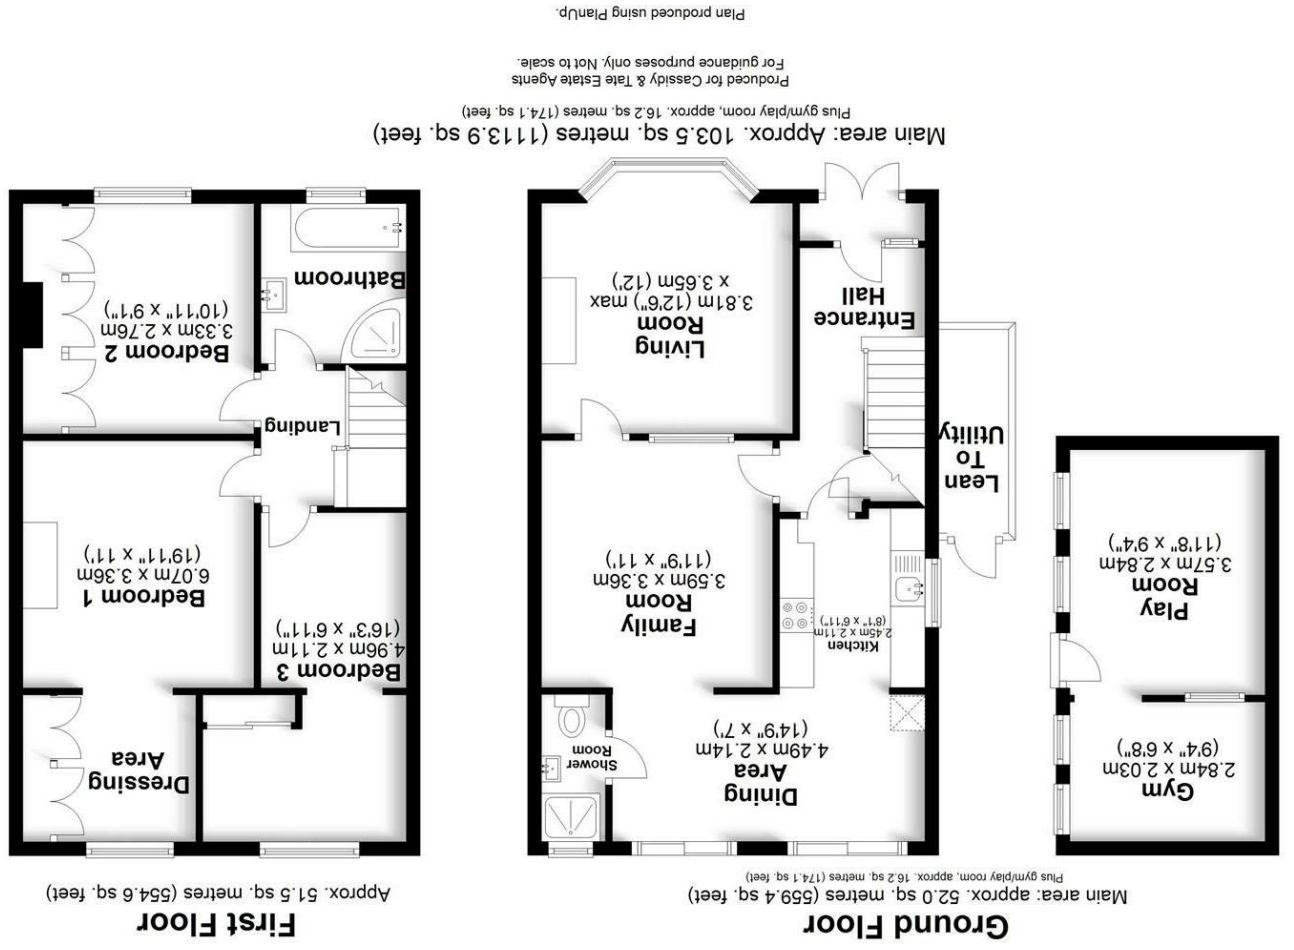 Ground Floor
Main area: approx. 52.0 sq. metres (559.4 sq. feet)
Plus gym/play room, approx. 16.2 sq. metres (174.1 sq. feet)
Gym
2.84m x 2.03m
(9'4" x 6'8")
Play
Room
3.57m x 2.84m
(11'8" x 9'4")
Dining
Area
4.49m x 2.14m
(14'9" x 7')
Shower
Room
Kitchen
2.45m x 2.11m
(8'1" x 6'11")
Family
Room
3.59m x 3.36m
(11'9" x 11')
Lean
To
Utility
Entrance
Hall
Living
Room
3.81m (12'6") max
x 3.65m (12')
First Floor
Approx. 51.5 sq. metres (554.6 sq. feet)
Dressing
Area
Bedroom 3
4.96m x 2.11m
(16'3" x 6'11")
Bedroom 1
6.07m x 3.36m
(19'11" x 11')
Landing
Bedroom 2
3.33m x 2.76m
(10'11" x 9'1")
Bathroom
Main area: Approx. 103.5 sq. metres (1113.9 sq. feet)
Plus gym/play room, approx. 16.2 sq. metres (174.1 sq. feet)
Produced for Cassidy & Tate Estate Agents
For guidance purposes only. Not to scale.
Plan produced using PlanUp.